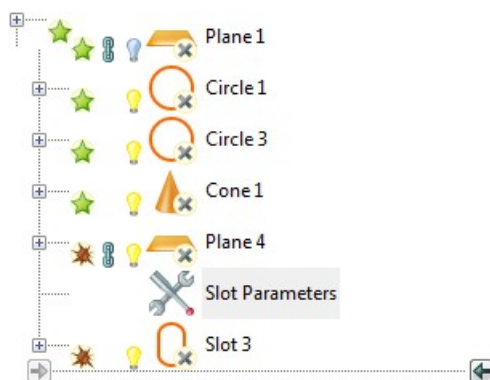 Plane 1
Circle 1
Circle 3
Cone 1
Plane 4
Slot Parameters
Slot 3